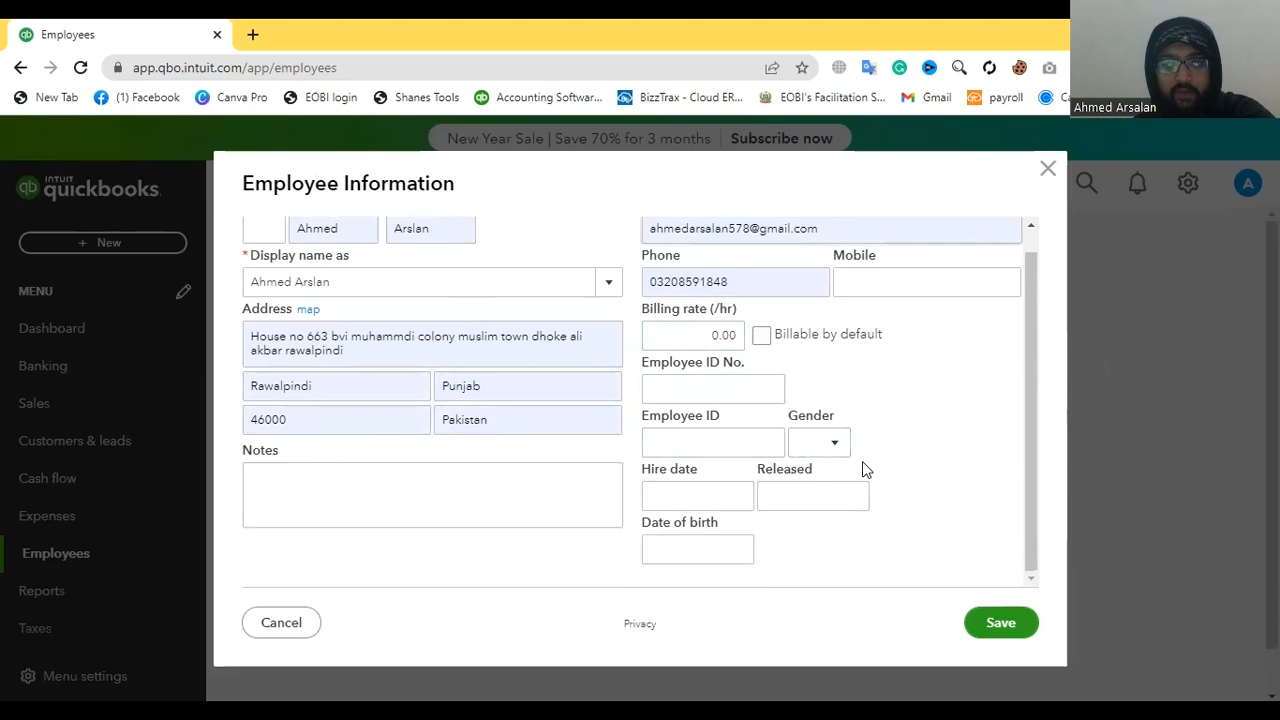 Employees
app.qbo.intuit.com/app/employees
New Tab
(1) Facebook
Canva Pro
EOBI login
Shanes Tools
Accounting Softwar...
BizzTrax - Cloud ER...
EOBI's Facilitation S...
Gmail
payroll
Ahmed Arsalan
New Year Sale | Save 70% for 3 months Subscribe now
INTUIT
quickbooks
+ New
MENU
Dashboard
Banking
Sales
Customers & leads
Cash flow
Expenses
Employees
Reports
Taxes
Menu settings
A
Employee Information
Ahmed
Arslan
* Display name as
Ahmed Arslan
Address map
House no 663 bvi muhammdi colony muslim town dhoke ali
akbar rawalpindi
Rawalpindi
Punjab
46000
Pakistan
Notes
ahmedarsalan578@gmail.com
Phone
Mobile
03208591848
Billing rate (/hr)
0.00
Billable by default
Employee ID No.
Employee ID
Gender
Hire date
Released
Date of birth
Cancel
Privacy
Save